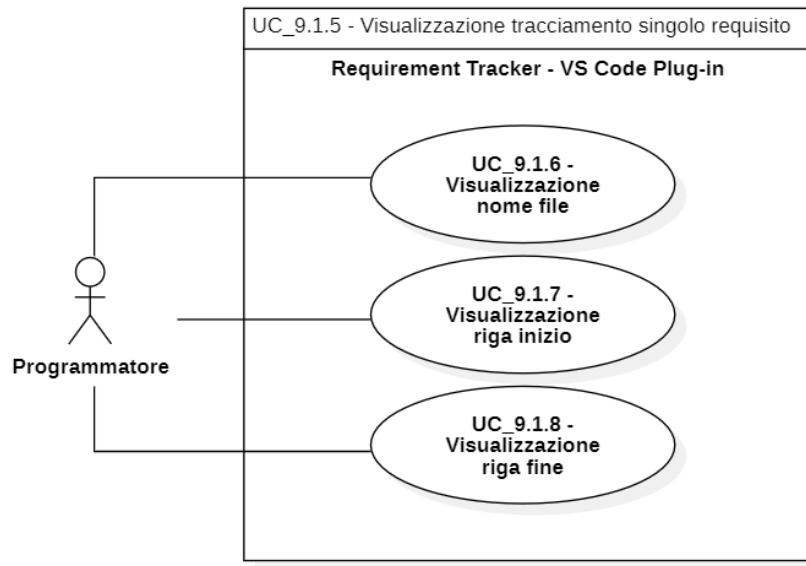 UC_9.1.5 - Visualizzazione tracciamento singolo requisito
Requirement Tracker - VS Code Plug-in
UC_9.1.6 -
Visualizzazione
nome file
UC_9.1.7 -
Visualizzazione
riga inizio
Programmatore
UC_9.1.8 -
Visualizzazione
riga fine